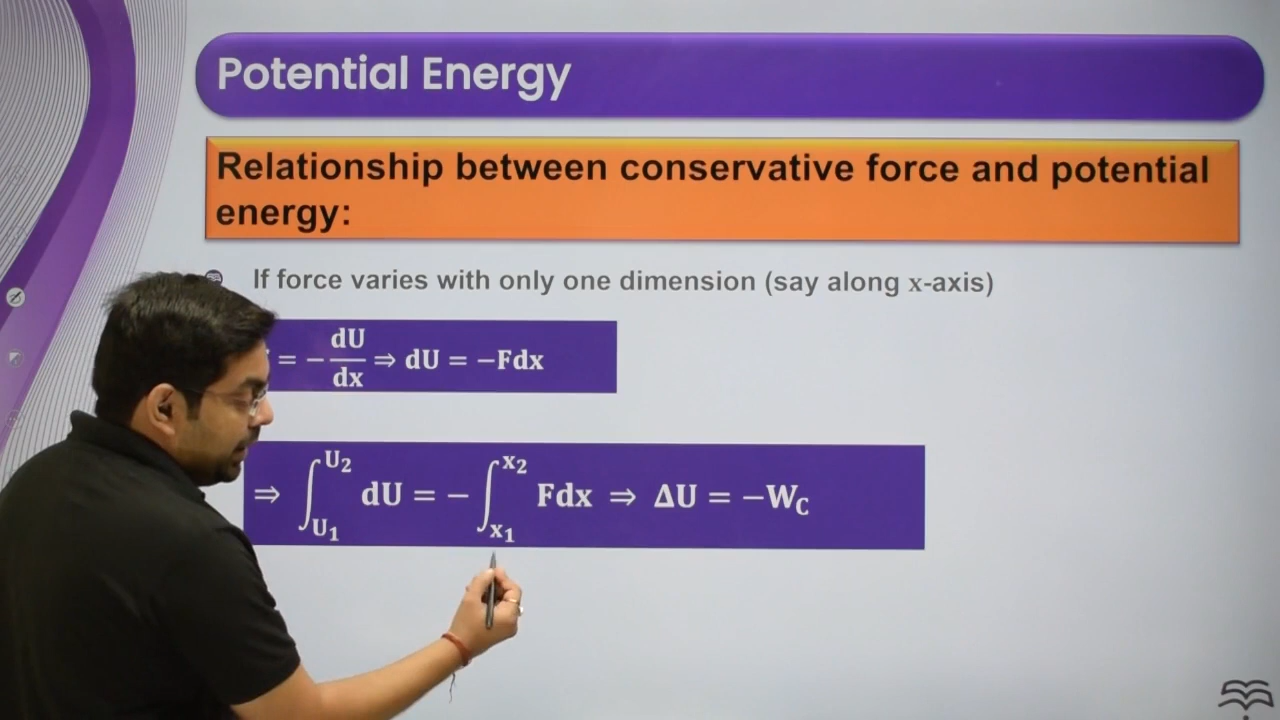 Potential Energy
Relationship between conservative force and potential
energy:
If force varies with only one dimension (say along x-axis)
= −dU/dx ⇒ dU = −Fdx
⇒ ∫_{U₁}^{U₂} dU = − ∫_{x₁}^{x₂} Fdx ⇒ ΔU = −W_C